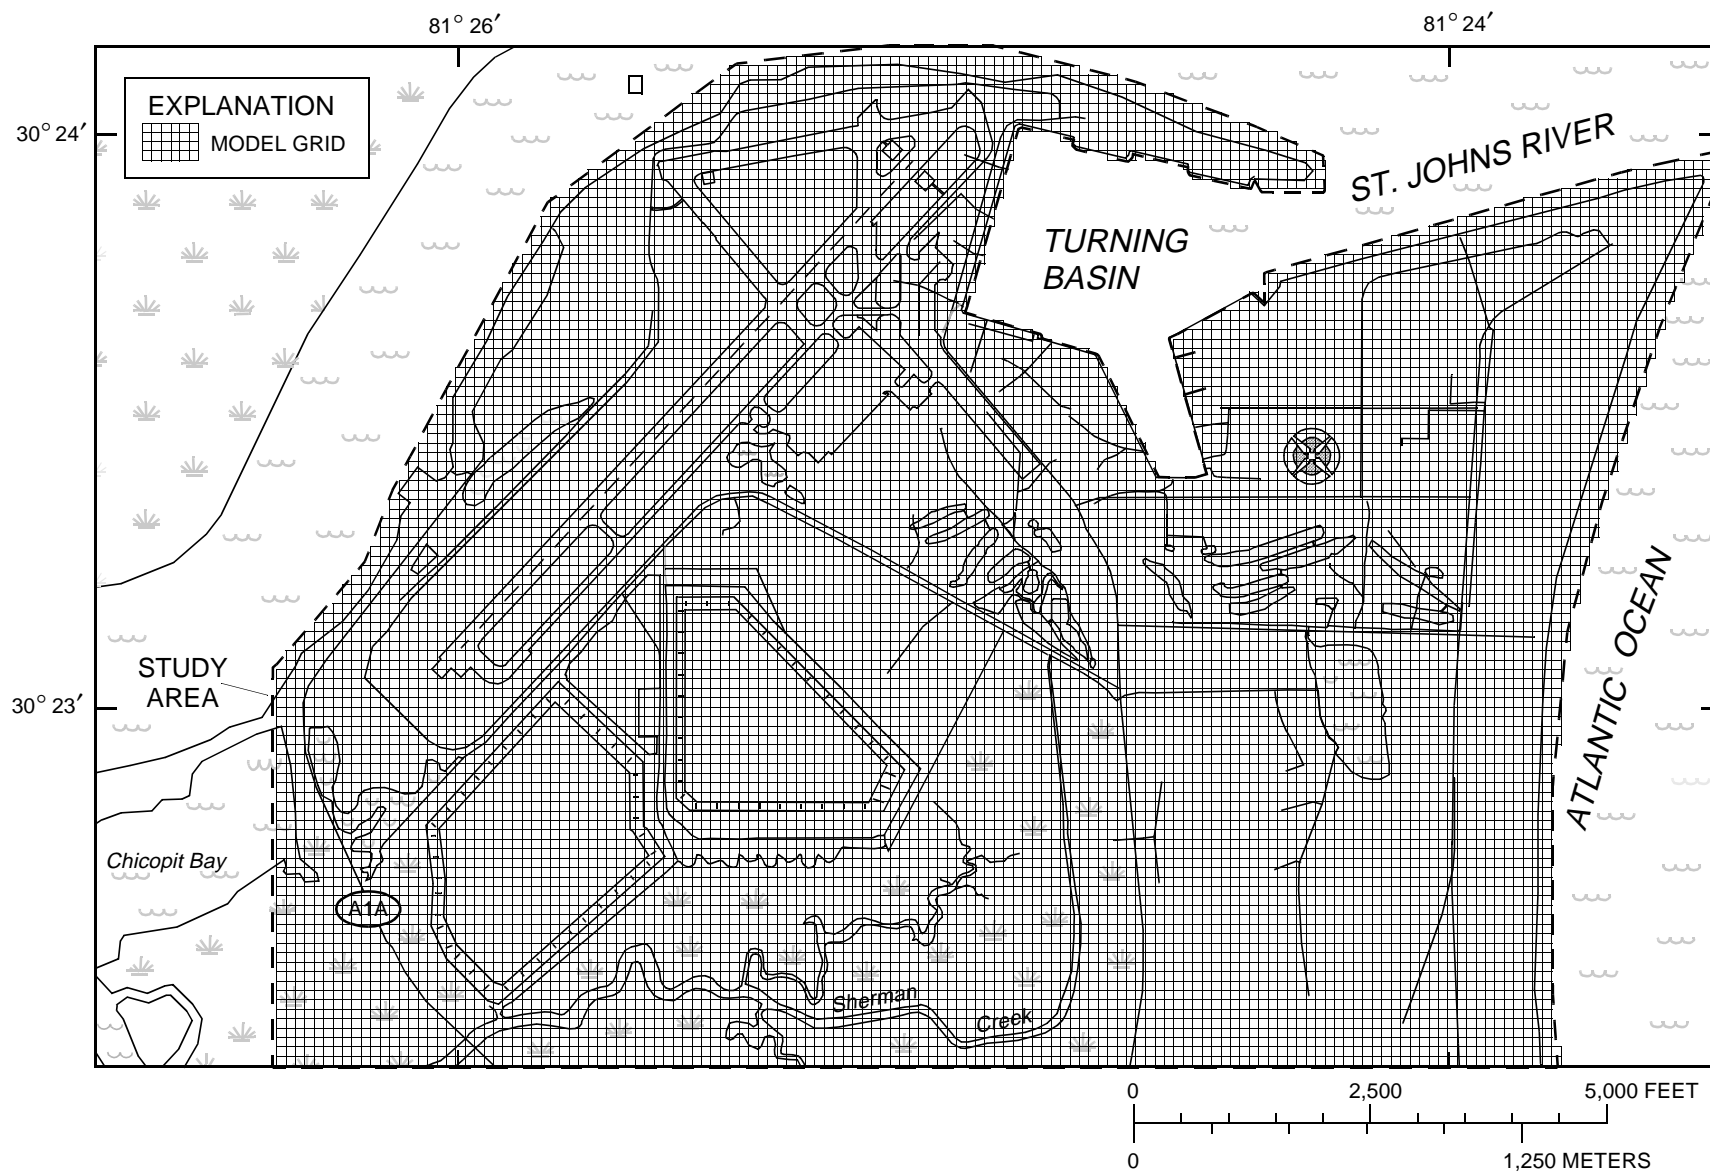 81° 26′
81° 24′
EXPLANATION
MODEL GRID
30° 24′
ST. JOHNS RIVER
TURNING
BASIN
STUDY
AREA
30° 23′
ATLANTIC OCEAN
Chicopit Bay
A1A
Sherman
Creek
0
2,500
5,000 FEET
0
1,250 METERS